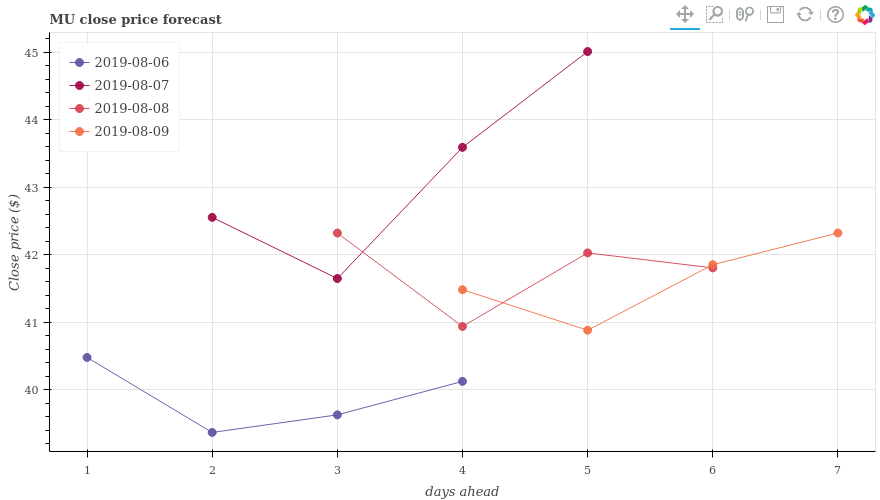 MU close price forecast
2019-08-06
2019-08-07
2019-08-08
2019-08-09
45
44
43
42
41
40
Close price ($)
1 2 3 4 5 6 7
days ahead